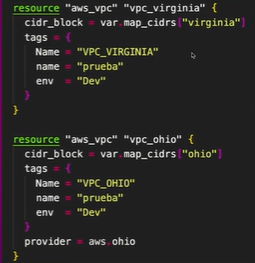 resource "aws_vpc" "vpc_virginia" {
  cidr_block = var.map_cidrs["virginia"]
  tags = {
    Name = "VPC_VIRGINIA"
    name = "prueba"
    env  = "Dev"
  }
}

resource "aws_vpc" "vpc_ohio" {
  cidr_block = var.map_cidrs["ohio"]
  tags = {
    Name = "VPC_OHIO"
    name = "prueba"
    env  = "Dev"
  }
  provider = aws.ohio
}